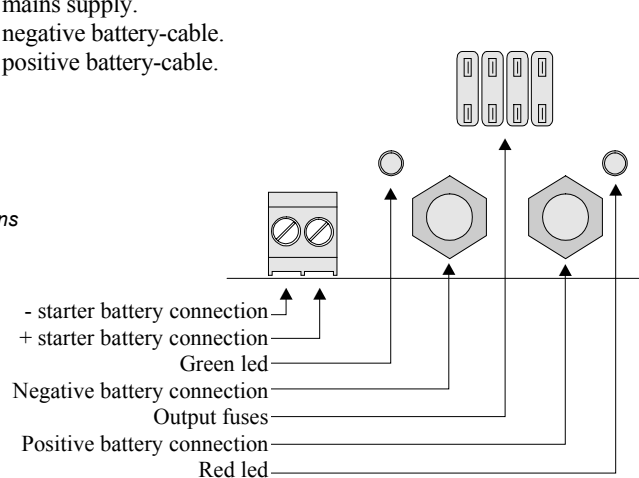 mains supply.
negative battery-cable.
positive battery-cable.
ns
- starter battery connection
+ starter battery connection
Green led
Negative battery connection
Output fuses
Positive battery connection
Red led